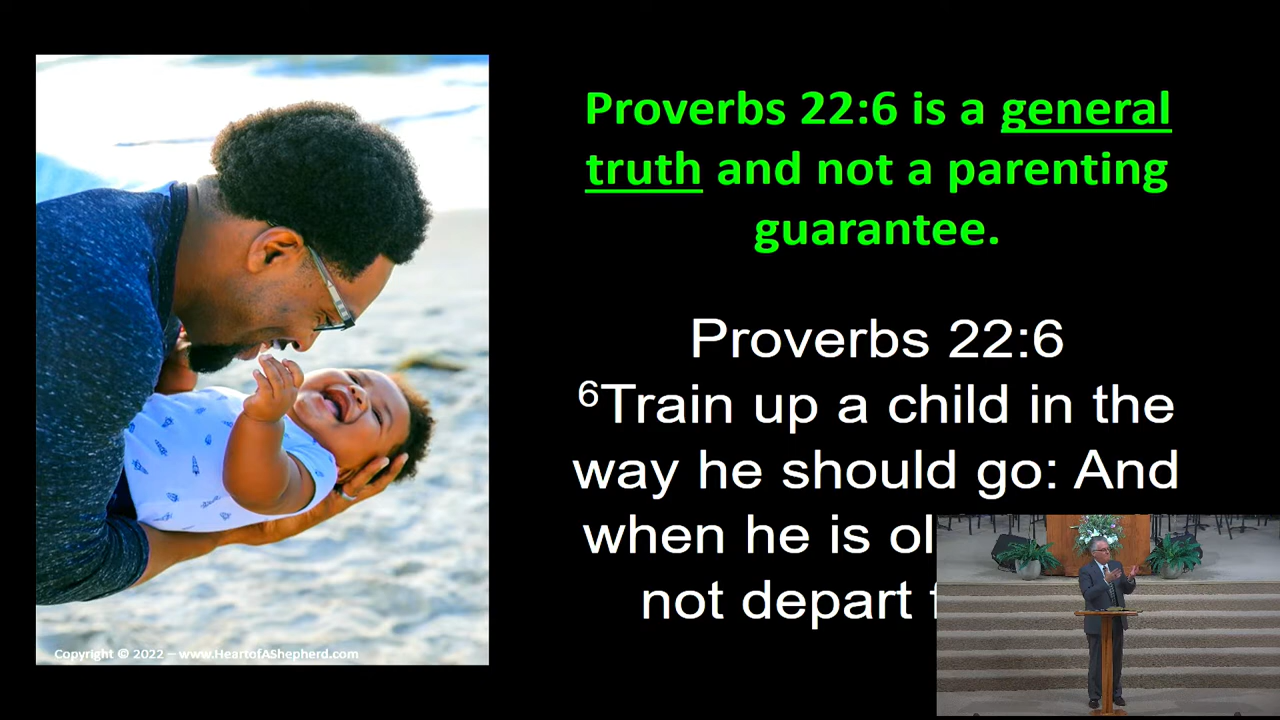 Proverbs 22:6 is a general
truth and not a parenting
guarantee.
Proverbs 22:6
⁶Train up a child in the
way he should go: And
when he is ol
not depart f
Copyright © 2022 – www.HeartofAShepherd.com